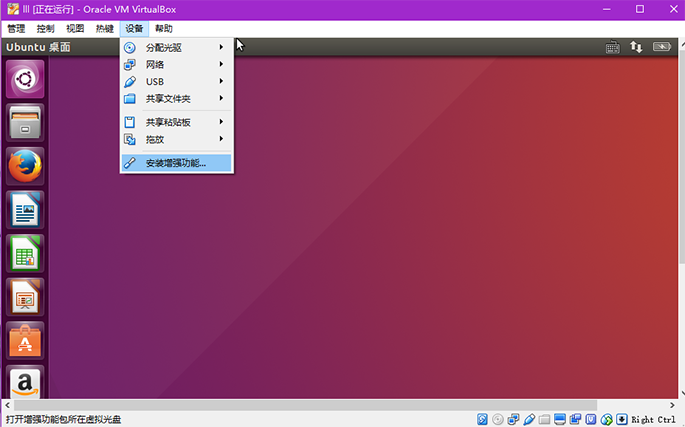 lll [正在运行] - Oracle VM VirtualBox
管理 控制 视图 热键 设备 帮助
Ubuntu 桌面
分配光驱
网络
USB
共享文件夹
共享粘贴板
拖放
安装增强功能...
打开增强功能包所在虚拟光盘
Right Ctrl